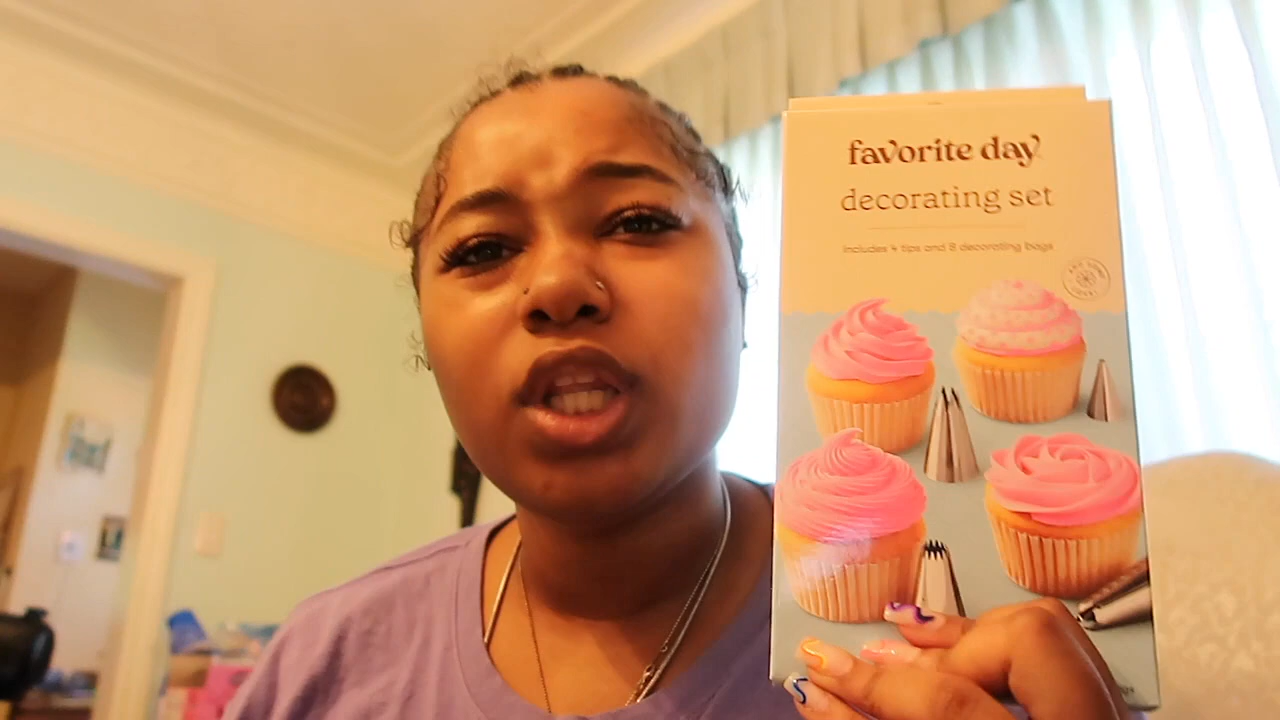 favorite day
decorating set
Includes 4 tips and 8 decorating bags